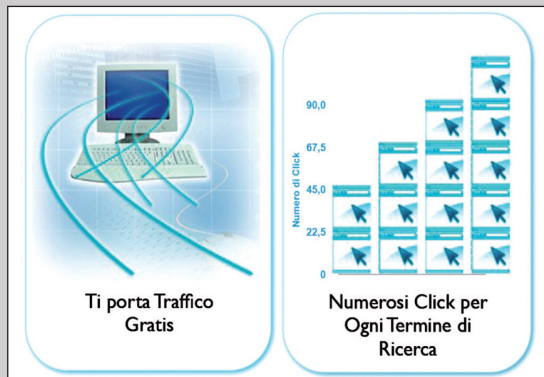 Ti porta Traffico
Gratis
Numero di Click
90,0
67,5
45,0
22,5
0
Numerosi Click per
Ogni Termine di
Ricerca